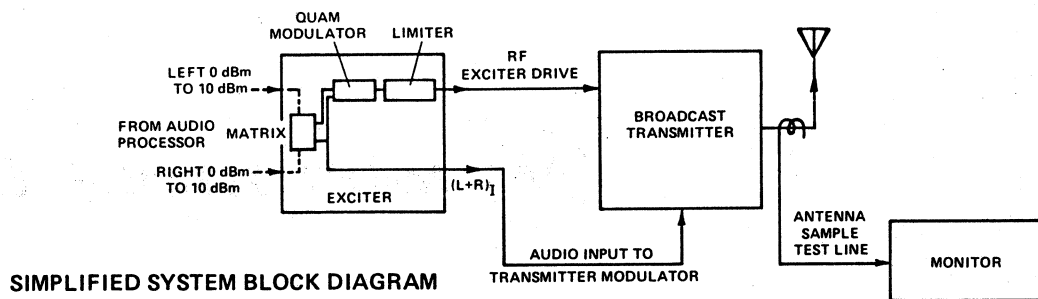 QUAM
MODULATOR
LIMITER
LEFT 0 dBm
TO 10 dBm
FROM AUDIO
PROCESSOR
MATRIX
RIGHT 0 dBm
TO 10 dBm
EXCITER
(L+R)I
RF
EXCITER DRIVE
BROADCAST
TRANSMITTER
AUDIO INPUT TO
TRANSMITTER MODULATOR
ANTENNA
SAMPLE
TEST LINE
MONITOR
SIMPLIFIED SYSTEM BLOCK DIAGRAM